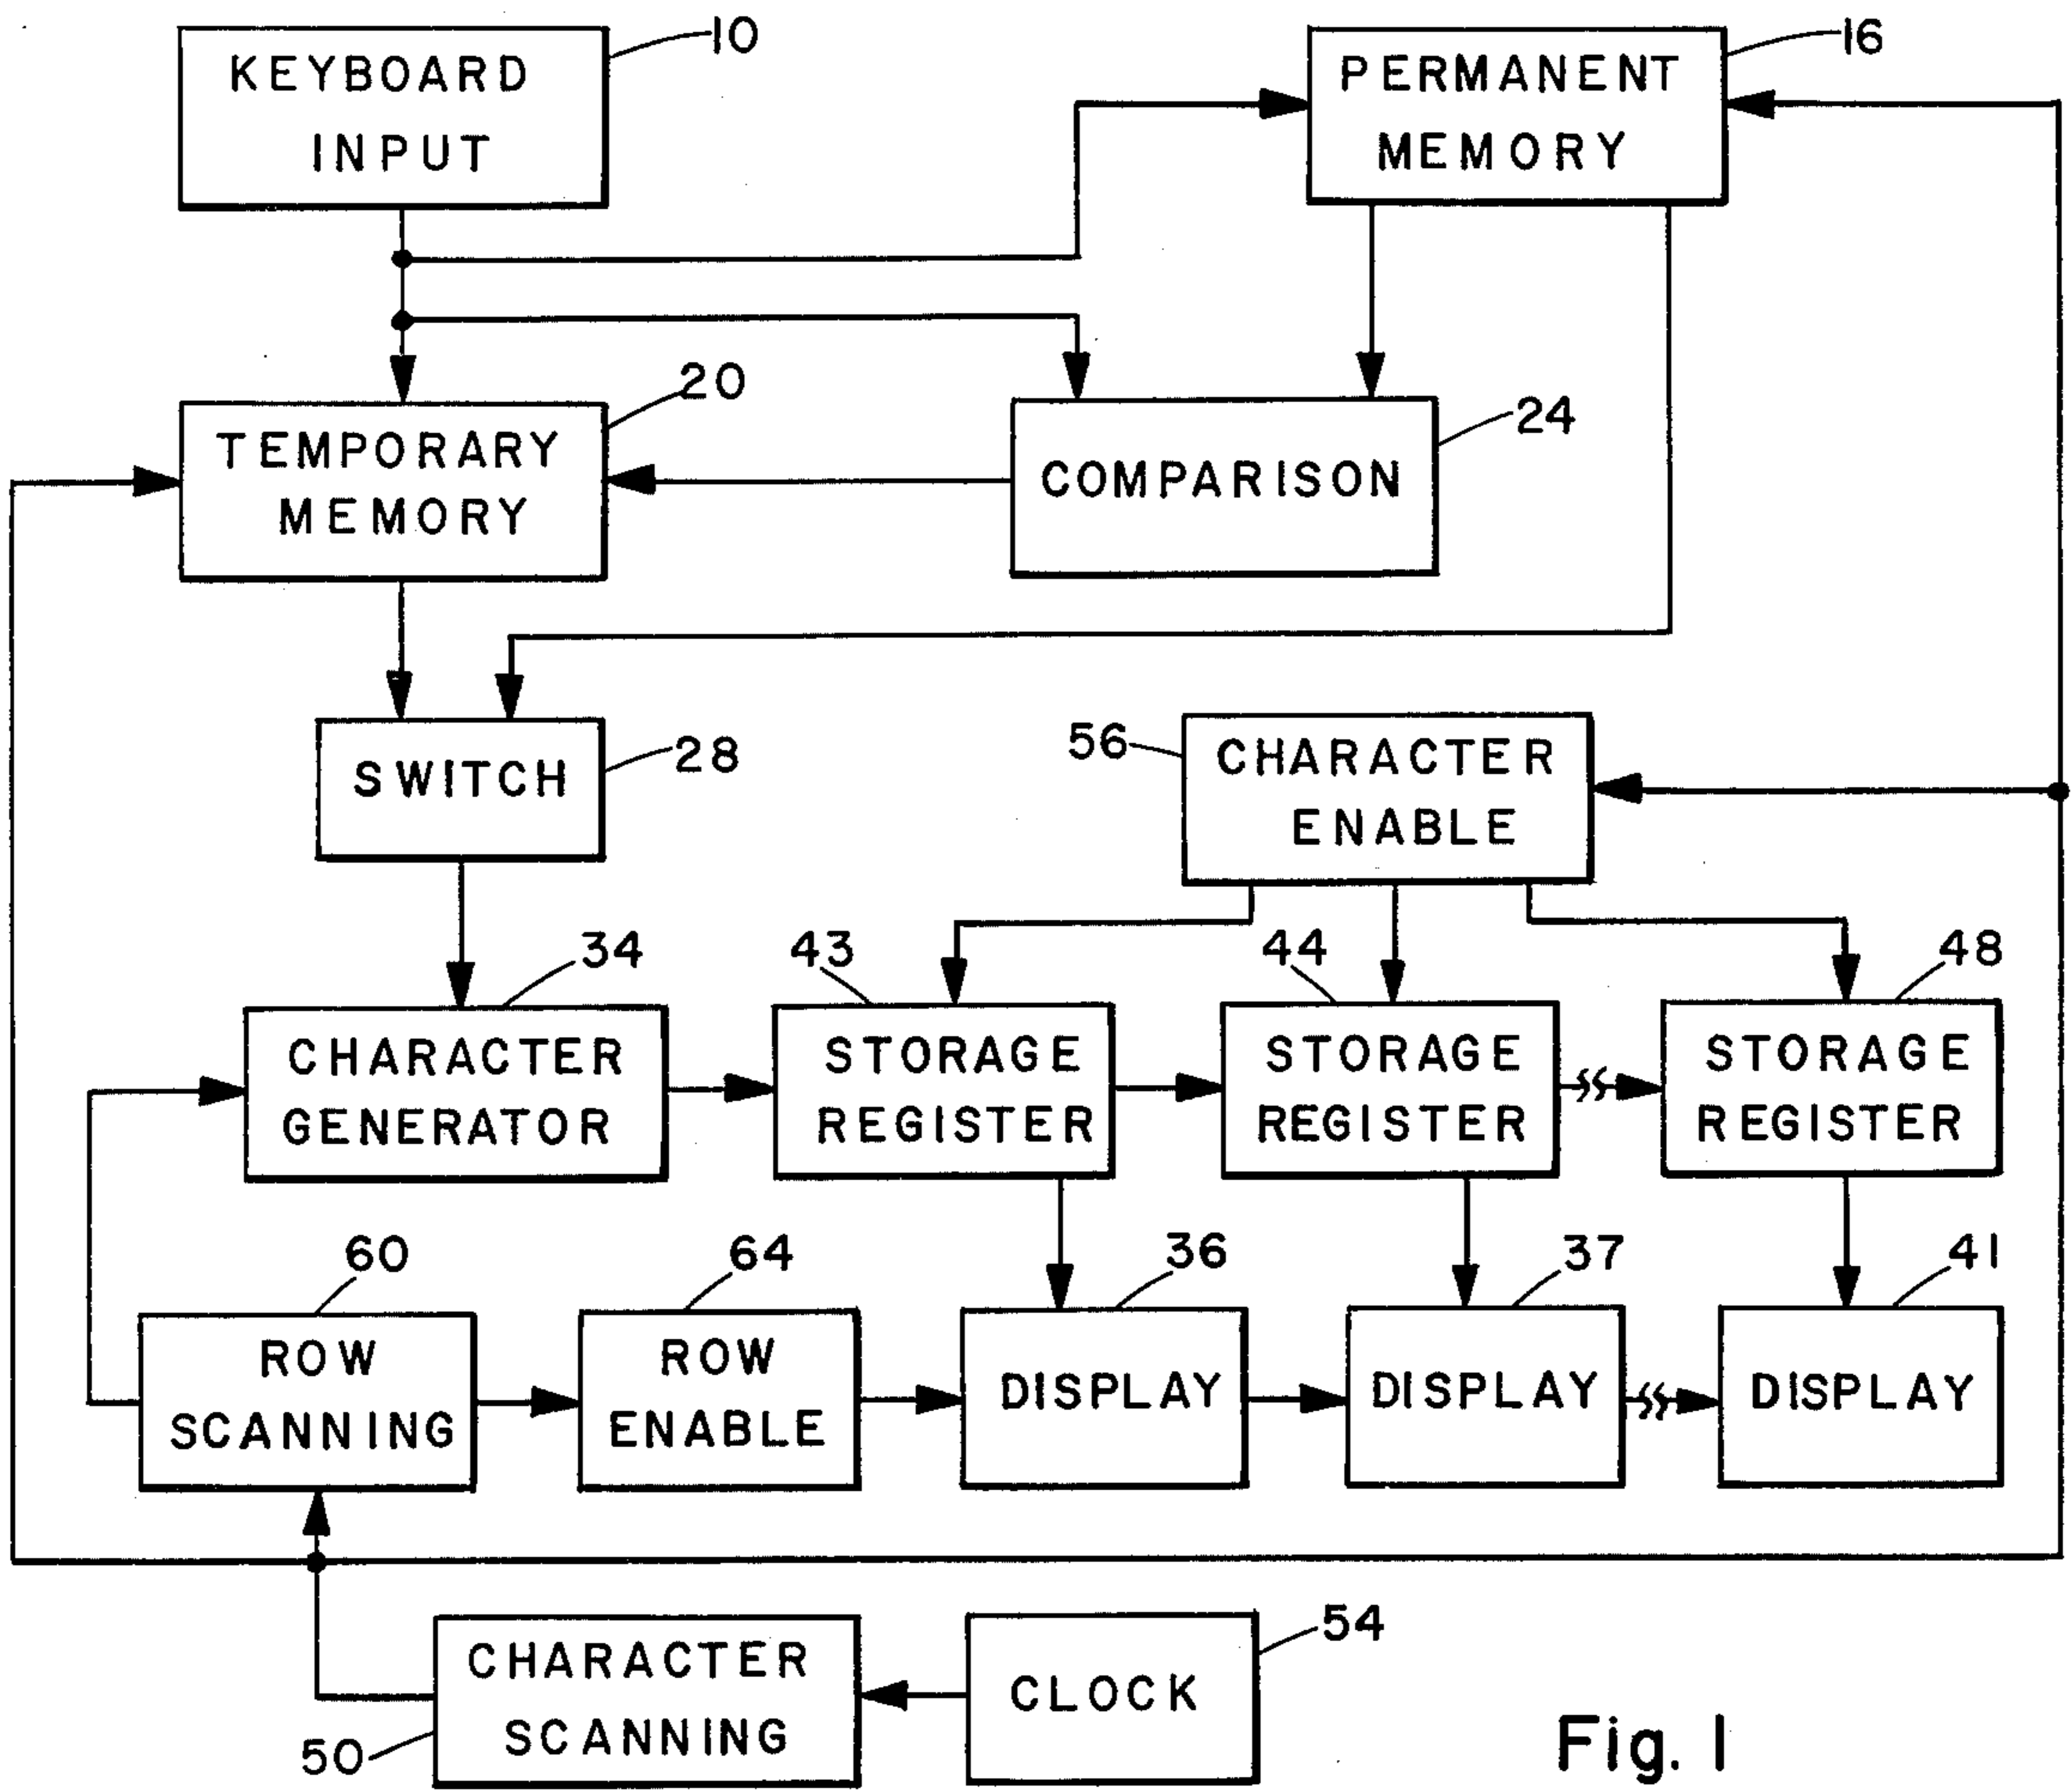 10
KEYBOARD
INPUT
16
PERMANENT
MEMORY
20
TEMPORARY
MEMORY
24
COMPARISON
28
SWITCH
56
CHARACTER
ENABLE
34
CHARACTER
GENERATOR
43
STORAGE
REGISTER
44
STORAGE
REGISTER
48
STORAGE
REGISTER
60
ROW
SCANNING
64
ROW
ENABLE
36
DISPLAY
37
DISPLAY
41
DISPLAY
50
CHARACTER
SCANNING
54
CLOCK
Fig. 1